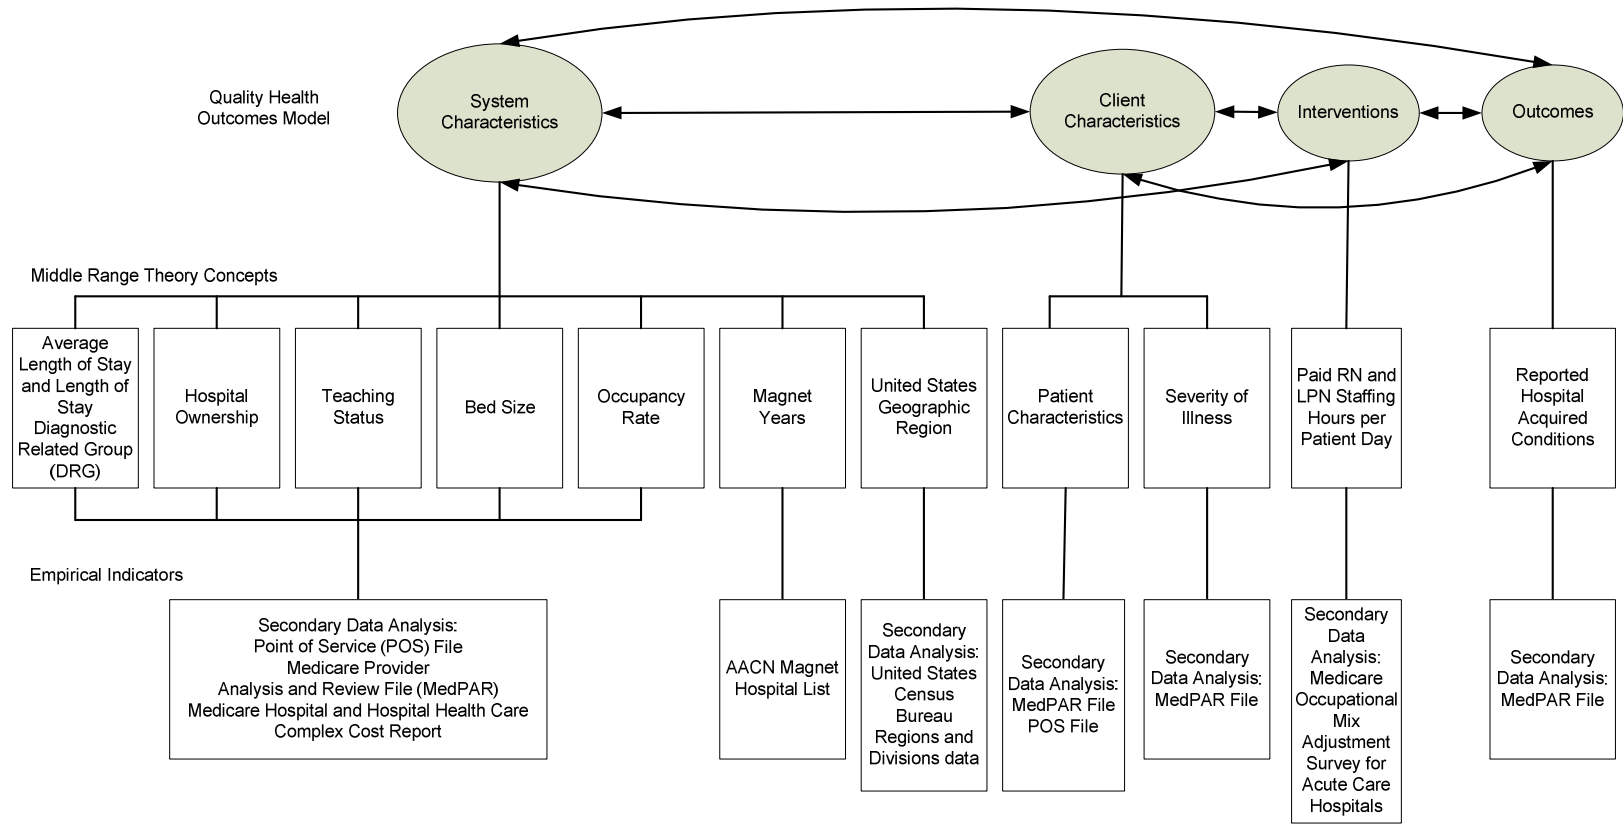 Quality Health
Outcomes Model
System
Characteristics
Client
Characteristics
Interventions
Outcomes
Middle Range Theory Concepts
Average
Length of Stay
and Length of
Stay
Diagnostic
Related Group
(DRG)
Hospital
Ownership
Teaching
Status
Bed Size
Occupancy
Rate
Magnet
Years
United States
Geographic
Region
Patient
Characteristics
Severity of
Illness
Paid RN and
LPN Staffing
Hours per
Patient Day
Reported
Hospital
Acquired
Conditions
Empirical Indicators
Secondary Data Analysis:
Point of Service (POS) File
Medicare Provider
Analysis and Review File (MedPAR)
Medicare Hospital and Hospital Health Care
Complex Cost Report
AACN Magnet
Hospital List
Secondary
Data Analysis:
United States
Census
Bureau
Regions and
Divisions data
Secondary
Data Analysis:
MedPAR File
POS File
Secondary
Data Analysis:
MedPAR File
Secondary
Data
Analysis:
Medicare
Occupational
Mix
Adjustment
Survey for
Acute Care
Hospitals
Secondary
Data Analysis:
MedPAR File